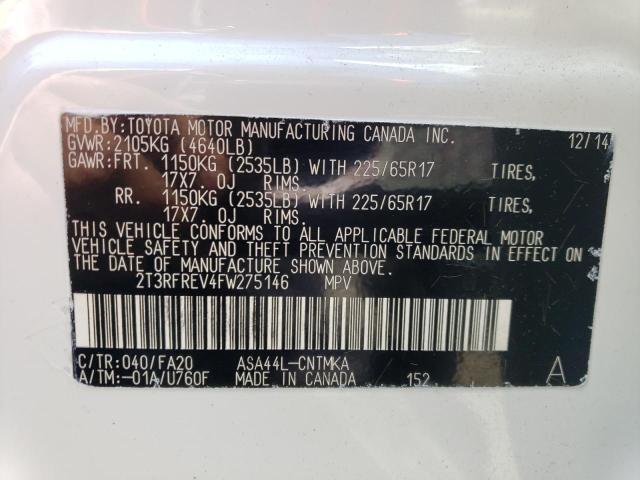 MFD.BY:TOYOTA MOTOR MANUFACTURING CANADA INC. 12/14
GVWR:2105KG (4640LB)
GAWR:FRT. 1150KG (2535LB) WITH 225/65R17 TIRES,
17X7.0J RIMS.
RR. 1150KG (2535LB) WITH 225/65R17 TIRES,
17X7.0J RIMS.
THIS VEHICLE CONFORMS TO ALL APPLICABLE FEDERAL MOTOR
VEHICLE SAFETY AND THEFT PREVENTION STANDARDS IN EFFECT ON
THE DATE OF MANUFACTURE SHOWN ABOVE.
2T3RFREV4FW275146 MPV
C/TR:040/FA20 ASA44L-CNTMKA
A/TM:-01A/U760F MADE IN CANADA 152 A